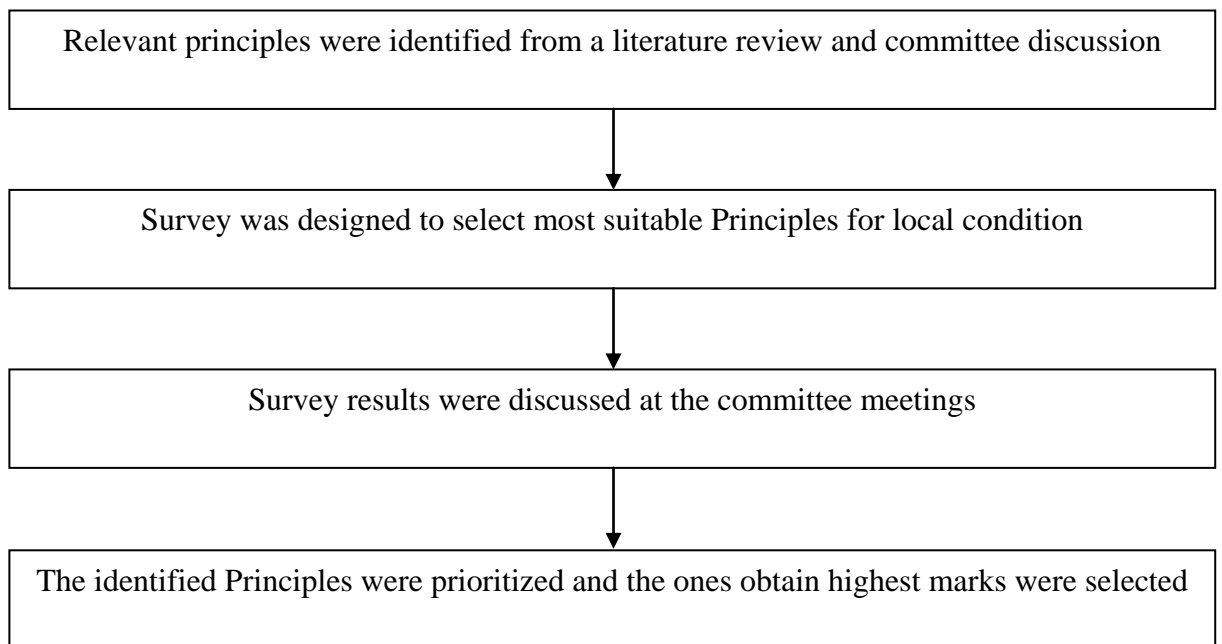 Relevant principles were identified from a literature review and committee discussion
Survey was designed to select most suitable Principles for local condition
Survey results were discussed at the committee meetings
The identified Principles were prioritized and the ones obtain highest marks were selected